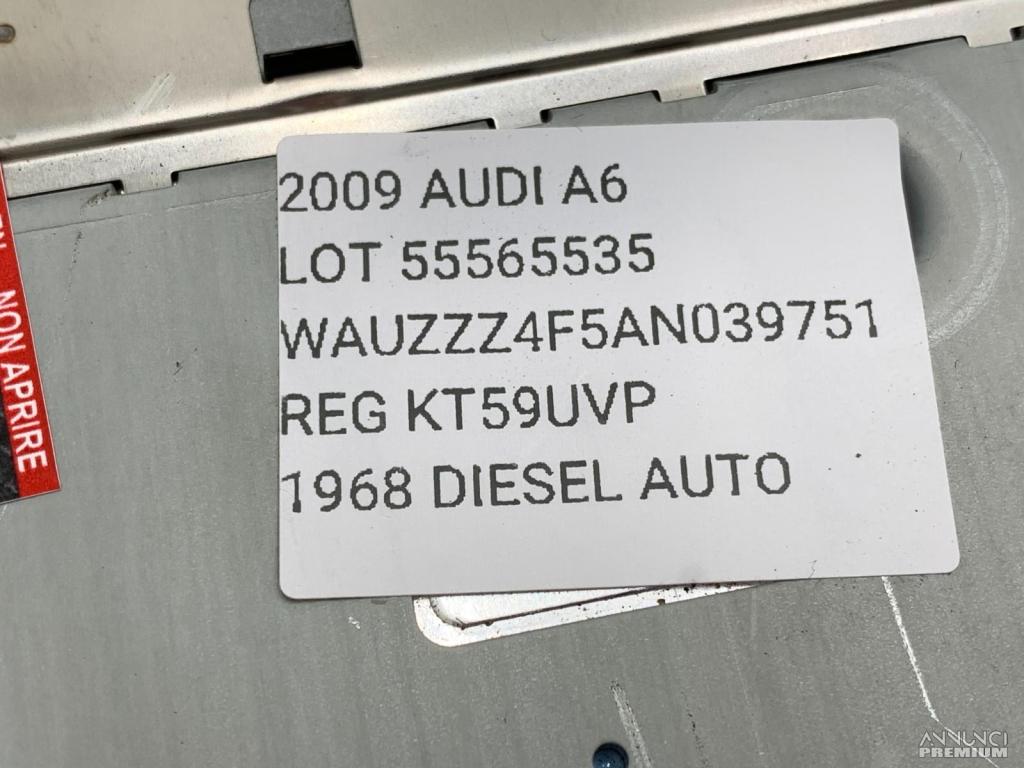 2009 AUDI A6
LOT 55565535
WAUZZZ4F5AN039751
REG KT59UVP
1968 DIESEL AUTO
NON APRIRE
ANNUNCI
PREMIUM